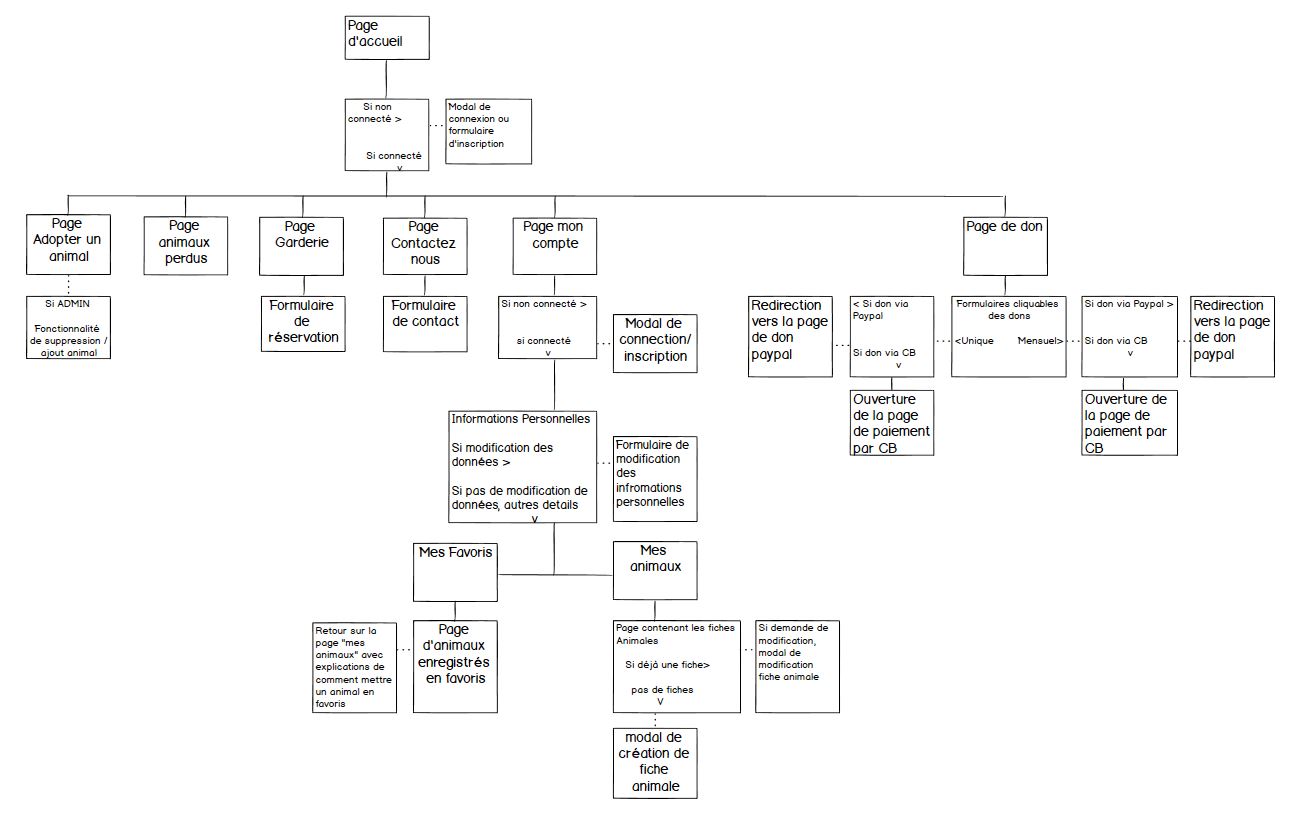 Page
d'accueil
Si non
connecté >
Si connecté
v
Modal de
connexion ou
formulaire
d'inscription
Page
Adopter un
animal
Page
animaux
perdus
Page
Garderie
Page
Contactez
nous
Page mon
compte
Page de don
Si ADMIN
Fonctionnalité
de suppression /
ajout animal
Formulaire
de
réservation
Formulaire
de contact
Si non connecté >
si connecté
v
Modal de
connection/
inscription
Redirection
vers la page
de don
paypal
< Si don via
Paypal
Si don via CB
v
Formulaires cliquables
des dons
<Unique Mensuel>
Si don via Paypal >
Si don via CB
v
Redirection
vers la page
de don
paypal
Ouverture
de la page
de paiement
par CB
Ouverture de
la page de
paiement par
CB
Informations Personnelles
Si modification des
données >
Si pas de modification de
données, autres details
v
Formulaire de
modification
des
infromations
personnelles
Mes Favoris
Mes
animaux
Retour sur la
page "mes
animaux" avec
explications de
comment mettre
un animal en
favoris
Page
d'animaux
enregistrés
en favoris
Page contenant les fiches
Animales
Si déjà une fiche>
pas de fiches
V
Si demande de
modification,
modal de
modification
fiche animale
modal de
création de
fiche
animale